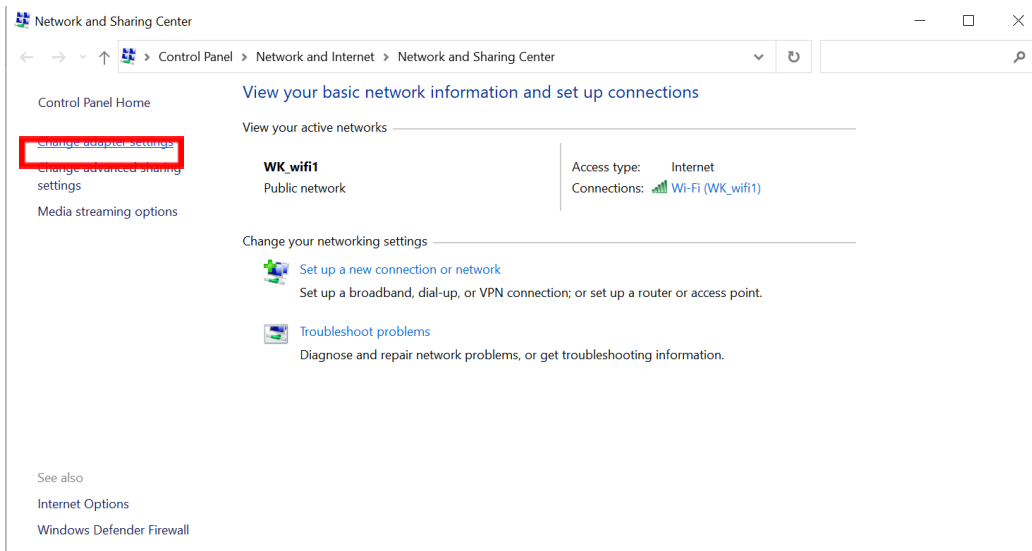 Network and Sharing Center
Control Panel > Network and Internet > Network and Sharing Center
Control Panel Home
Change adapter settings
Change advanced sharing
settings
Media streaming options
View your basic network information and set up connections
View your active networks
WK_wifi1
Public network
Access type: Internet
Connections: Wi-Fi (WK_wifi1)
Change your networking settings
Set up a new connection or network
Set up a broadband, dial-up, or VPN connection; or set up a router or access point.
Troubleshoot problems
Diagnose and repair network problems, or get troubleshooting information.
See also
Internet Options
Windows Defender Firewall